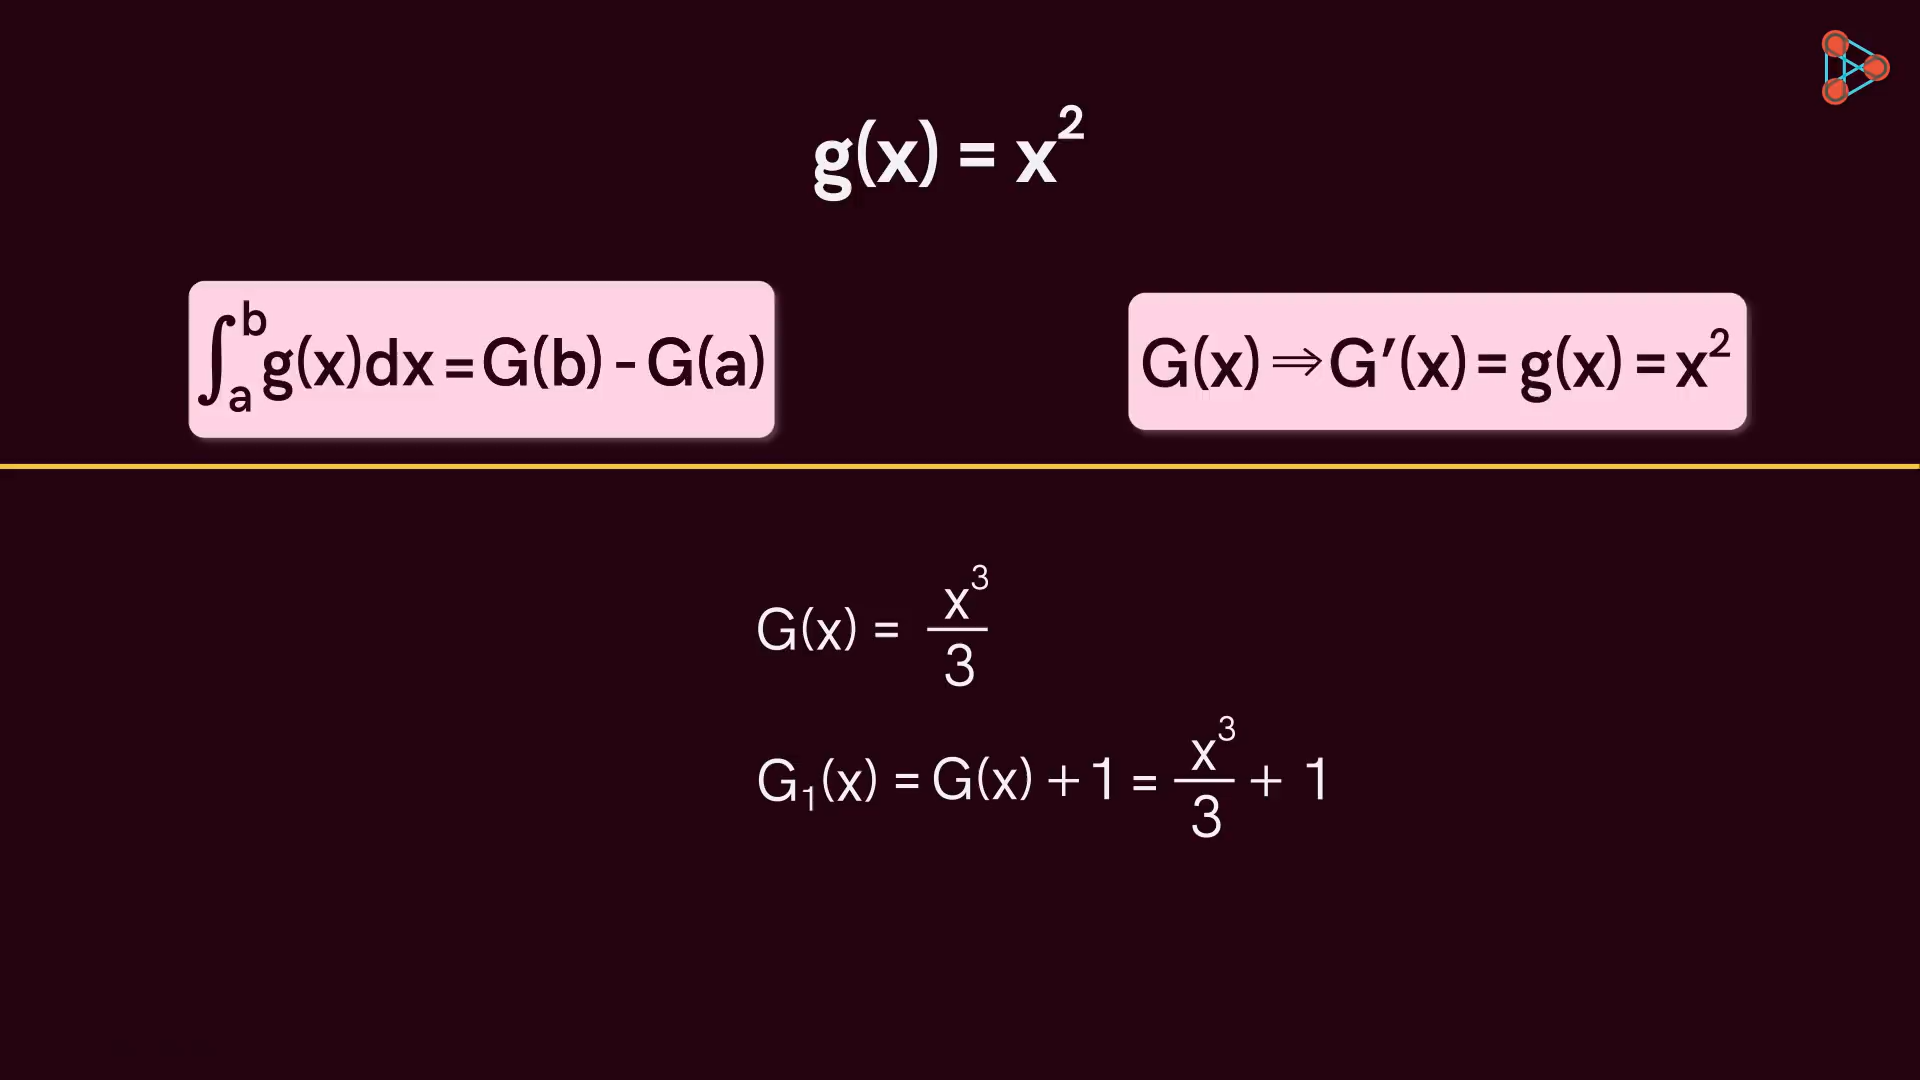 g(x) = x²
∫ₐᵇ g(x)dx = G(b) - G(a)
G(x) ⇒ G′(x) = g(x) = x²
G(x) = x³/3
G₁(x) = G(x) + 1 = x³/3 + 1